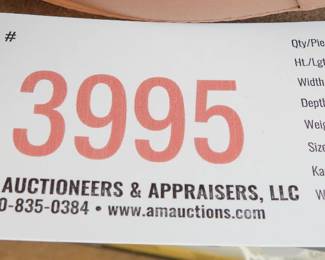 #
3995
AUCTIONEERS & APPRAISERS, LLC
0-835-0384 • www.amauctions.com
Qty/Pie
Ht./Lgt
Width
Depth
Weig
Size
Ka
W